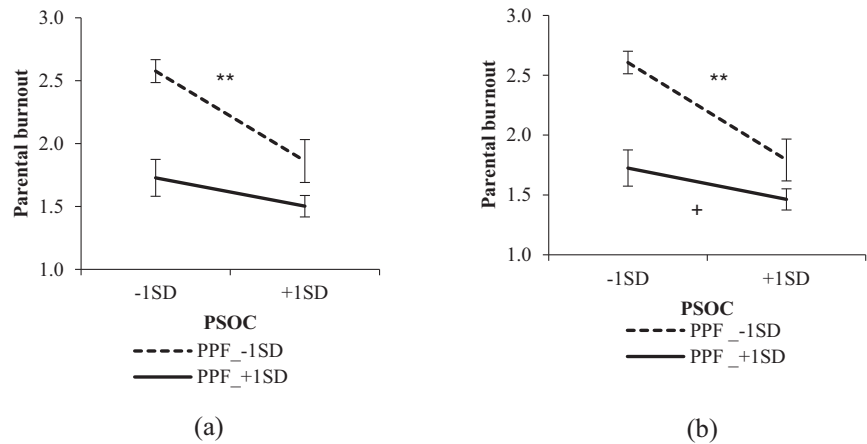 3.0
2.5
2.0
1.5
1.0
Parental burnout
**
-1SD
+1SD
PSOC
PPF_-1SD
PPF_+1SD
(a)
3.0
2.5
2.0
1.5
1.0
Parental burnout
**
+
-1SD
+1SD
PSOC
PPF_-1SD
PPF _+1SD
(b)